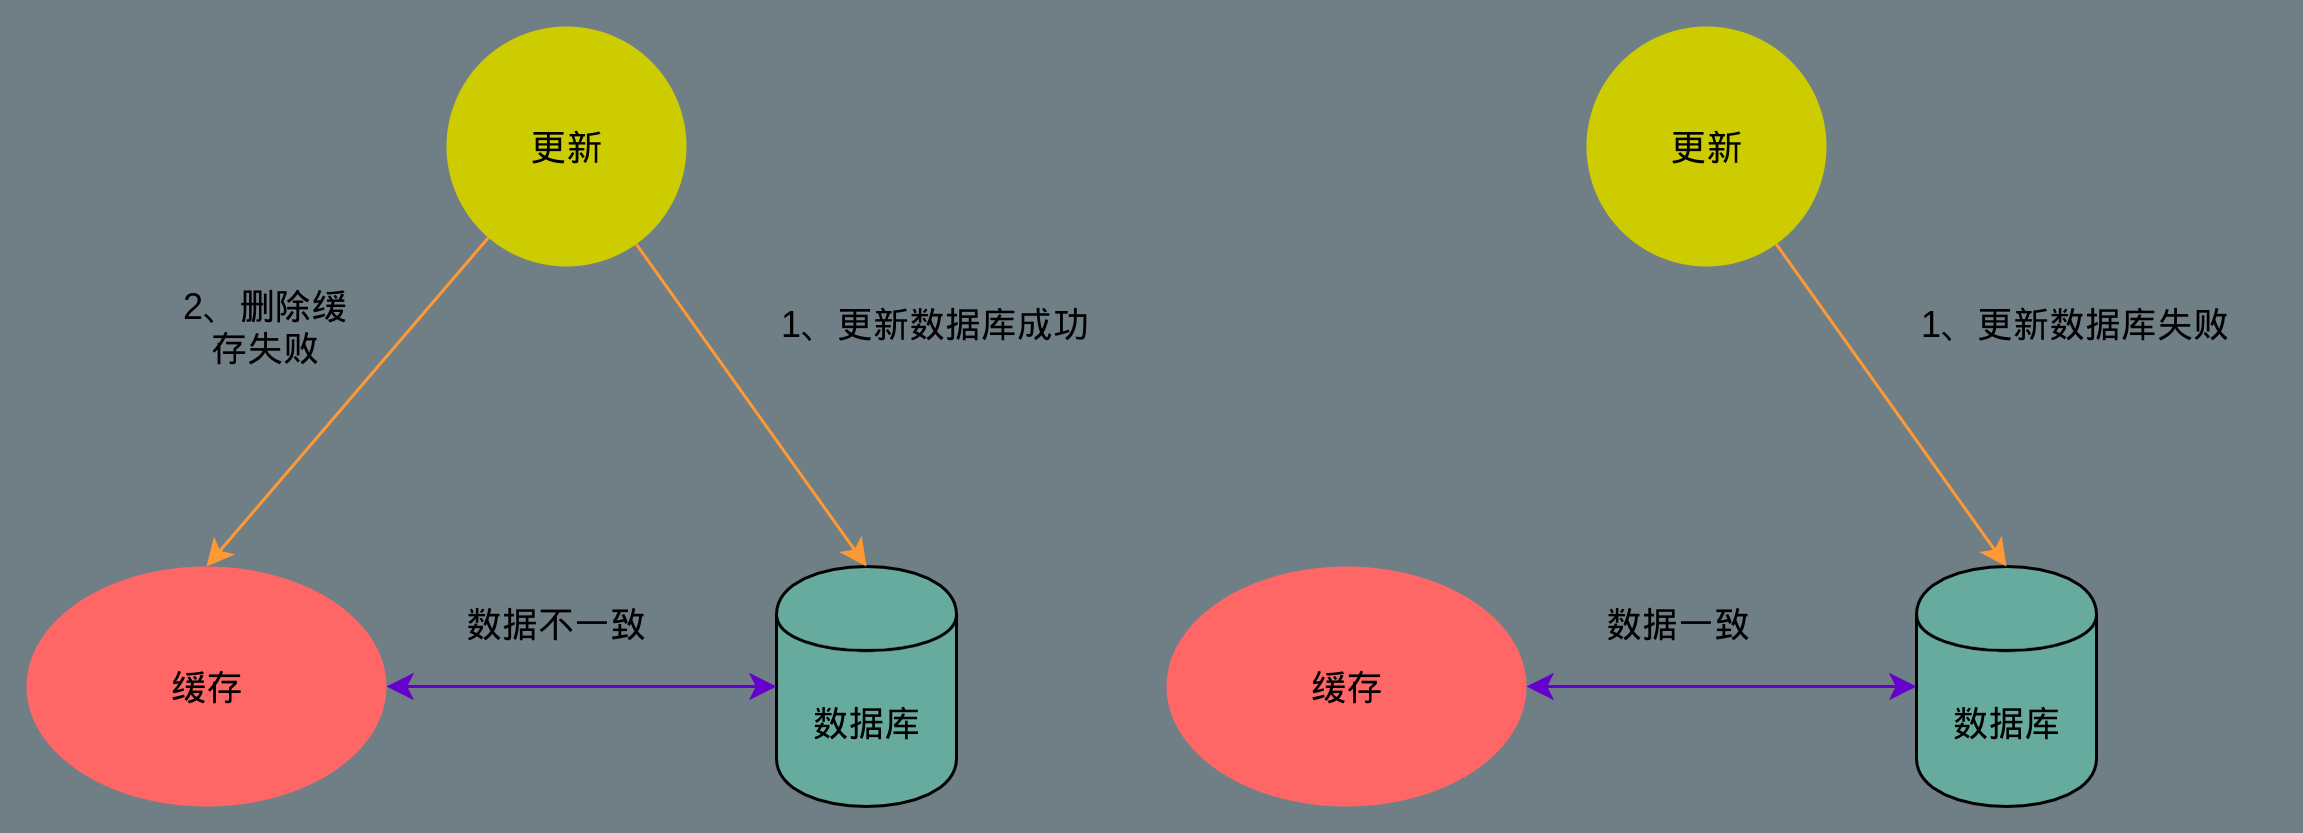 更新
2、删除缓
存失败
1、更新数据库成功
数据不一致
缓存
数据库
更新
1、更新数据库失败
数据一致
缓存
数据库